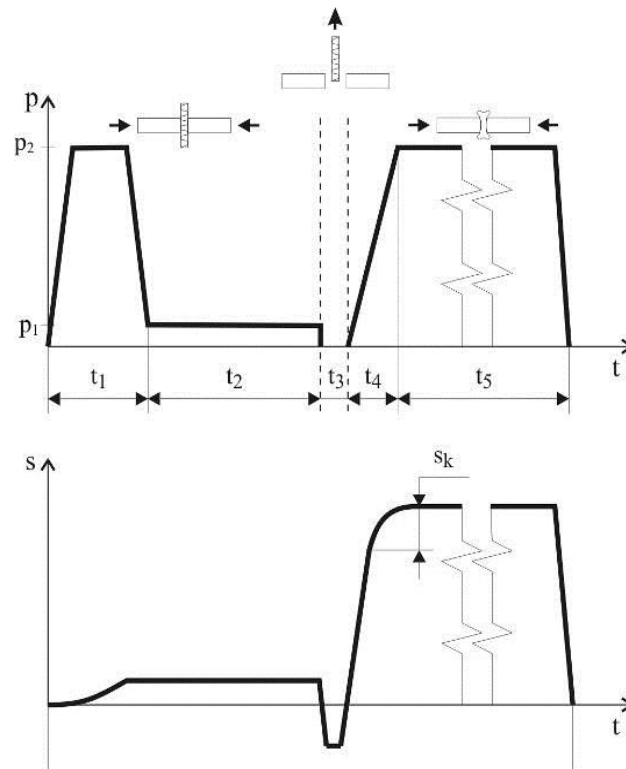 p
p₂
p₁
t₁ t₂ t₃ t₄ t₅ t
s
sₖ
t